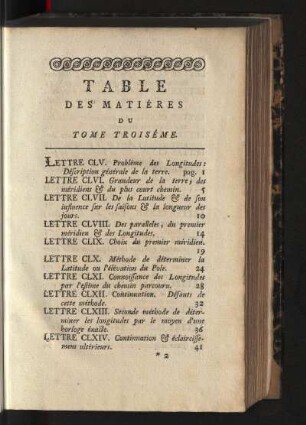 TABLE
DES MATIÉRES
DU
TOME TROISÉME.
LETTRE CLV. Problême des Longitudes:
Déscription générale de la terre. pag. 1
LETTRE CLVI. Grandeur de la terre; des
méridiens & du plus court chemin. 5
LETTRE CLVII. De la Latitude & de son
influence sur les saisons & la longueur des
jours. 10
LETTRE CLVIII. Des paralleles, du premier
méridien & des Longitudes. 14
LETTRE CLIX. Choix du premier méridien.
19
LETTRE CLX. Méthode de déterminer la
Latitude ou l'élévation du Pole. 24
LETTRE CLXI. Connoissance des Longitudes
par l'estime du chemin parcouru. 28
LETTRE CLXII. Continuation. Défauts de
cette méthode. 32
LETTRE CLXIII. Seconde méthode de déter-
miner les longitudes par le moyen d'une
horloge exacte. 36
LETTRE CLXIV. Continuation & éclaircisse-
mens ultérieurs. 41
* 2